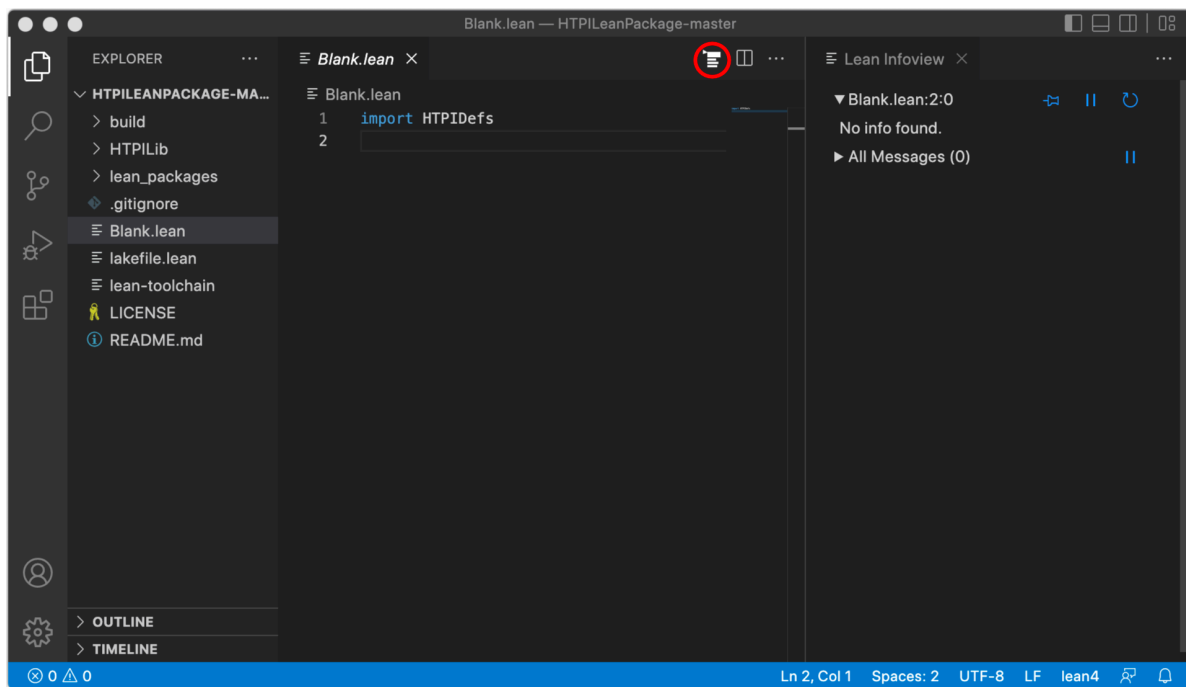 Blank.lean — HTPILeanPackage-master
EXPLORER
HTPILEANPACKAGE-MA...
build
HTPILib
lean_packages
.gitignore
Blank.lean
lakefile.lean
lean-toolchain
LICENSE
README.md
OUTLINE
TIMELINE
Blank.lean
Blank.lean
1 import HTPIDefs
2
Lean Infoview
Blank.lean:2:0
No info found.
All Messages (0)
0 0
Ln 2, Col 1 Spaces: 2 UTF-8 LF lean4